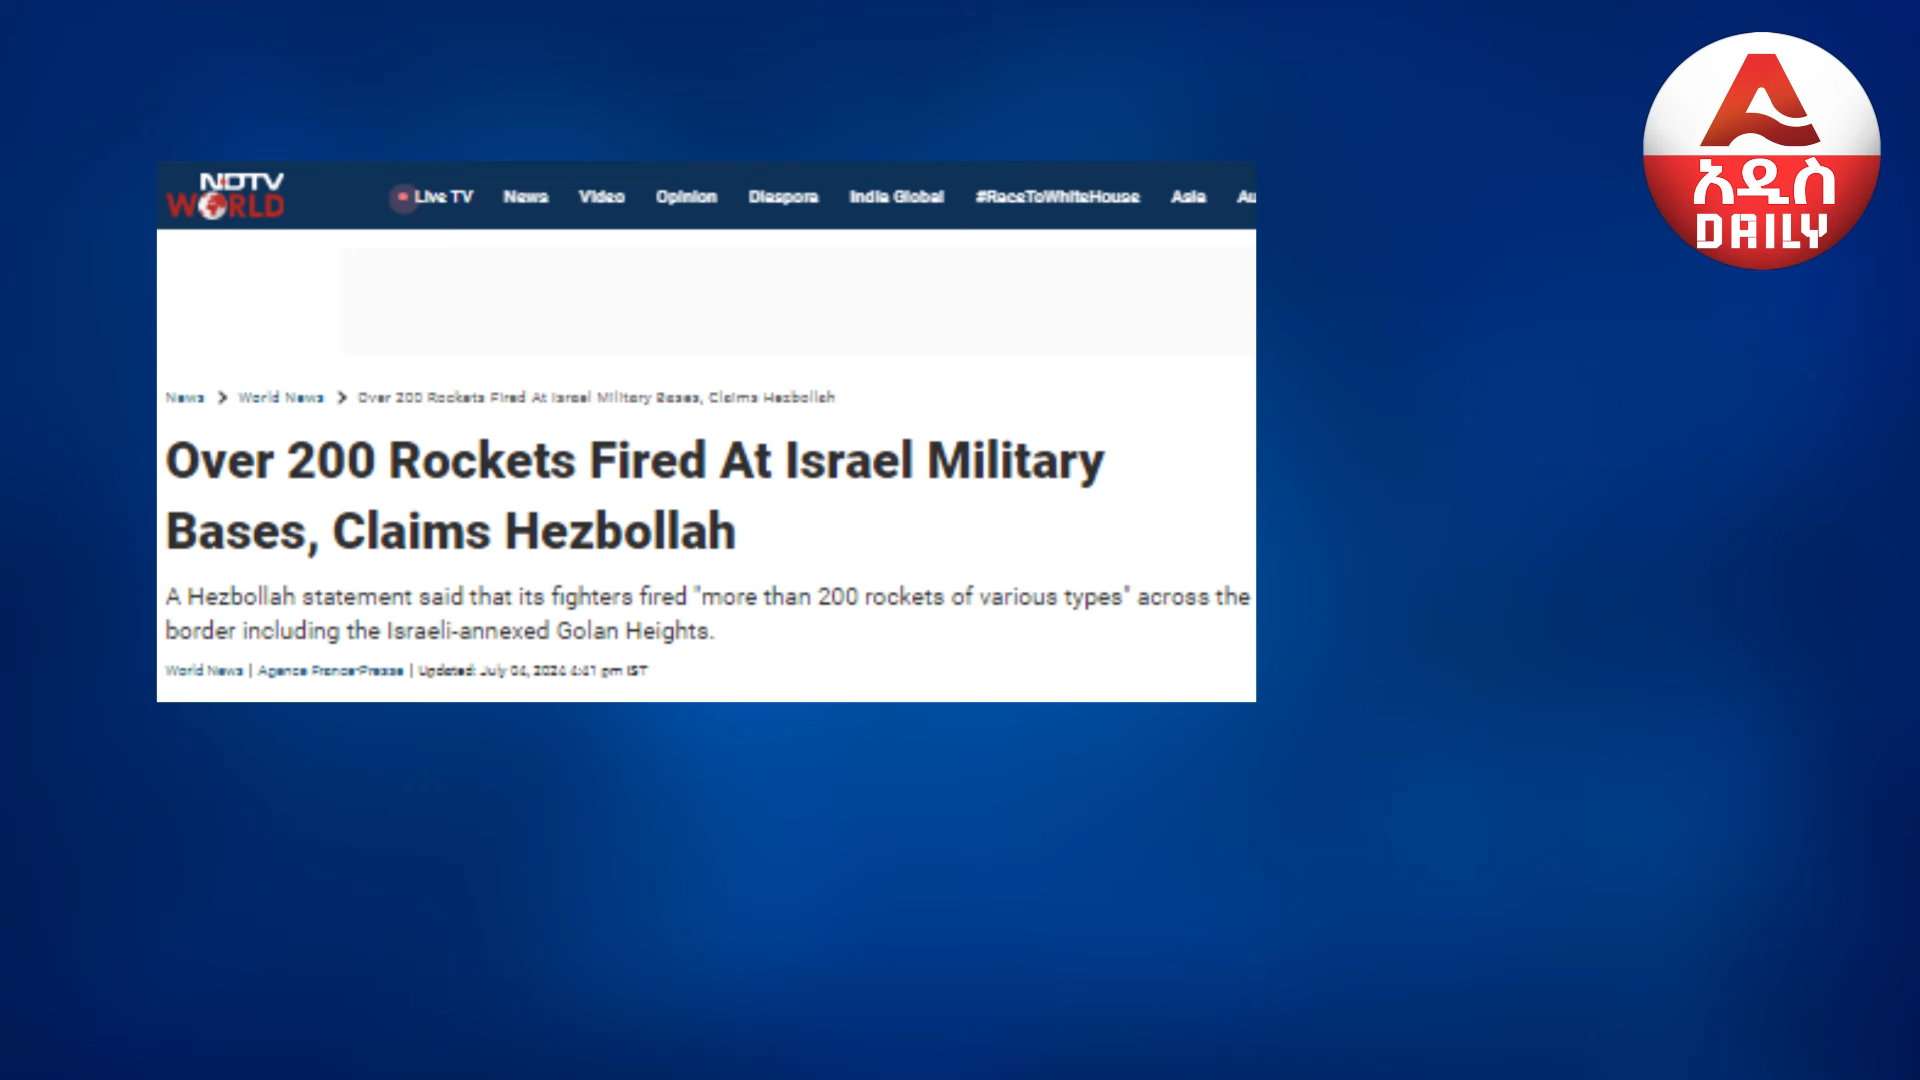 NDTV
WORLD
Live TV News Video Opinion Diaspora India Global #RaceToWhiteHouse Asia Au
አዲስ
DAILY
News > World News > Over 200 Rockets Fired At Israel Military Bases, Claims Hezbollah
Over 200 Rockets Fired At Israel Military
Bases, Claims Hezbollah
A Hezbollah statement said that its fighters fired "more than 200 rockets of various types" across the
border including the Israeli-annexed Golan Heights.
World News | Agence France-Presse | Updated: July 04, 2024 4:41 pm IST